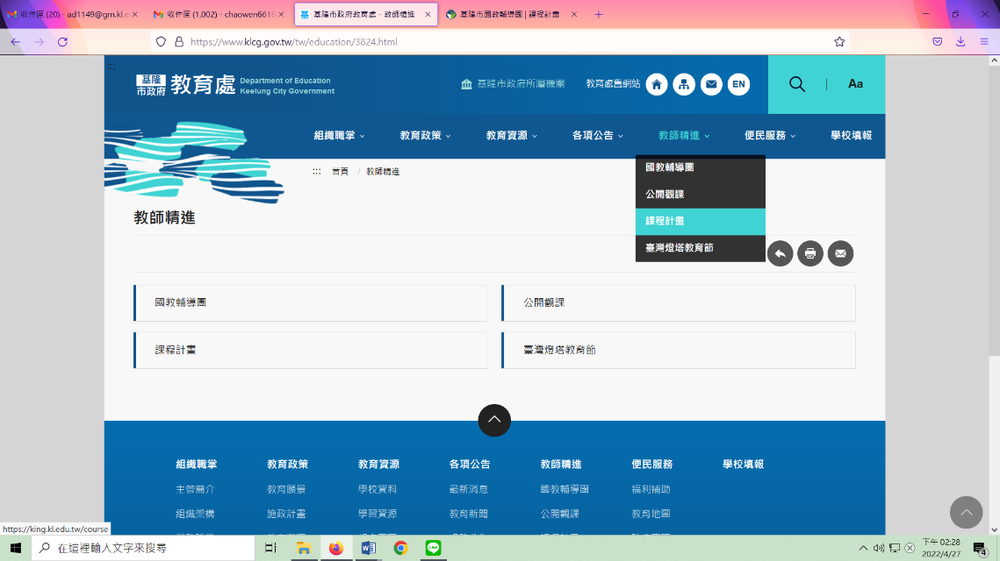 收件匣 (20) - ad1149@gm.kl.e
收件匣 (1,002) - chaowen6616
基隆市政府教育處 - 教師精進
基隆市國教輔導團 | 課程計畫
https://www.klcg.gov.tw/tw/education/3824.html
:::
基隆市政府 教育處 Department of Education Keelung City Government
基隆市政府所屬機關
教育處舊網站
EN
Aa
組織職掌
教育政策
教育資源
各項公告
教師精進
便民服務
學校填報
::: 首頁 / 教師精進
國教輔導團
公開觀課
課程計畫
臺灣燈塔教育節
教師精進
國教輔導團
公開觀課
課程計畫
臺灣燈塔教育節
組織職掌 教育政策 教育資源 各項公告 教師精進 便民服務 學校填報
主管簡介 教育願景 學校資料 最新消息 國教輔導團 福利補助
組織架構 施政計畫 學習資源 教育新聞 公開觀課 教育地圖
https://king.kl.edu.tw/course
在這裡輸入文字來搜尋
下午 02:28
2022/4/27
4